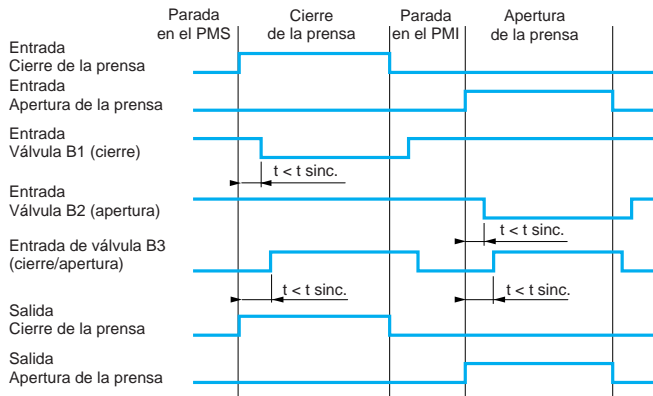 Parada
en el PMS
Cierre
de la prensa
Parada
en el PMI
Apertura
de la prensa
Entrada
Cierre de la prensa
Entrada
Apertura de la prensa
Entrada
Válvula B1 (cierre)
t < t sinc.
Entrada
Válvula B2 (apertura)
t < t sinc.
Entrada de válvula B3
(cierre/apertura)
t < t sinc.
t < t sinc.
Salida
Cierre de la prensa
Salida
Apertura de la prensa